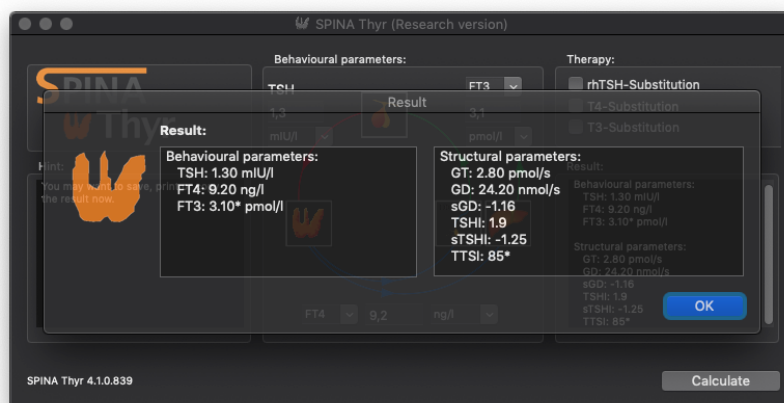 SPINA Thyr (Research version)
Behavioural parameters:
Therapy:
SPINA
Thyr
TSH
FT3
rhTSH-Substitution
T4-Substitution
T3-Substitution
1,3
3,1
mIU/l
pmol/l
Result
Result:
Behavioural parameters:
TSH: 1.30 mIU/l
FT4: 9.20 ng/l
FT3: 3.10* pmol/l
Structural parameters:
GT: 2.80 pmol/s
GD: 24.20 nmol/s
sGD: -1.16
TSHI: 1.9
sTSHI: -1.25
TTSI: 85*
OK
Hint:
You may want to save, print
the result now.
Result:
Behavioural parameters:
TSH: 1.30 mIU/l
FT4: 9.20 ng/l
FT3: 3.10* pmol/l
Structural parameters:
GT: 2.80 pmol/s
GD: 24.20 nmol/s
sGD: -1.16
TSHI: 1.9
sTSHI: -1.25
TTSI: 85*
FT4
9,2
ng/l
SPINA Thyr 4.1.0.839
Calculate